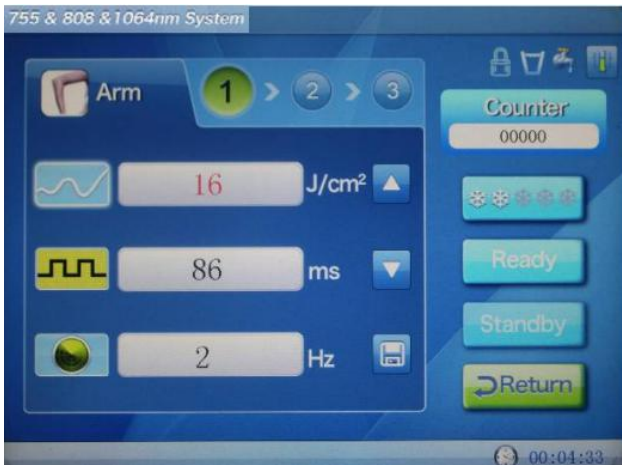 755 & 808 &1064nm System
Arm
1 > 2 > 3
Counter
00000
16 J/cm²
86 ms
Ready
Standby
2 Hz
Return
00:04:33